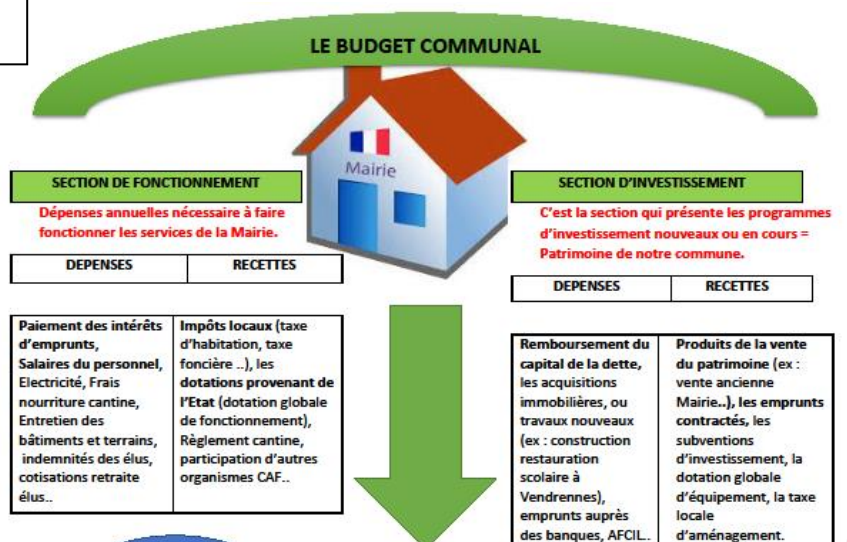 LE BUDGET COMMUNAL
Mairie
SECTION DE FONCTIONNEMENT
Dépenses annuelles nécessaire à faire
fonctionner les services de la Mairie.
DEPENSES
RECETTES
Paiement des intérêts
d'emprunts,
Salaires du personnel,
Electricité, Frais
nourriture cantine,
Entretien des
bâtiments et terrains,
indemnités des élus,
cotisations retraite
élus..
Impôts locaux (taxe
d'habitation, taxe
foncière ..), les
dotations provenant de
l'Etat (dotation globale
de fonctionnement),
Règlement cantine,
participation d'autres
organismes CAF..
SECTION D'INVESTISSEMENT
C'est la section qui présente les programmes
d'investissement nouveaux ou en cours =
Patrimoine de notre commune.
DEPENSES
RECETTES
Remboursement du
capital de la dette,
les acquisitions
immobilières, ou
travaux nouveaux
(ex : construction
restauration
scolaire à
Vendrennes),
emprunts auprès
des banques, AFCIL..
Produits de la vente
du patrimoine (ex :
vente ancienne
Mairie..), les emprunts
contractés, les
subventions
d'investissement, la
dotation globale
d'équipement, la taxe
locale
d'aménagement.